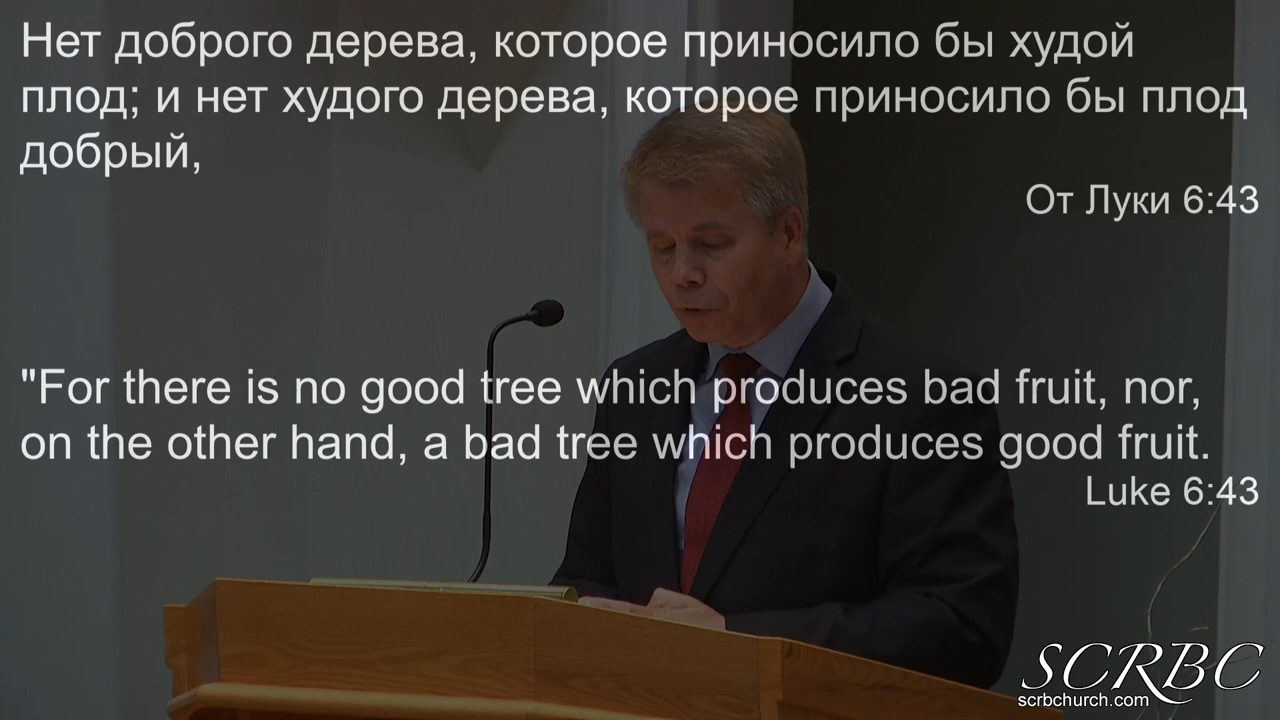 Нет доброго дерева, которое приносило бы худой
плод; и нет худого дерева, которое приносило бы плод
добрый,
От Луки 6:43
"For there is no good tree which produces bad fruit, nor,
on the other hand, a bad tree which produces good fruit.
Luke 6:43
SCRBC
scrbchurch.com